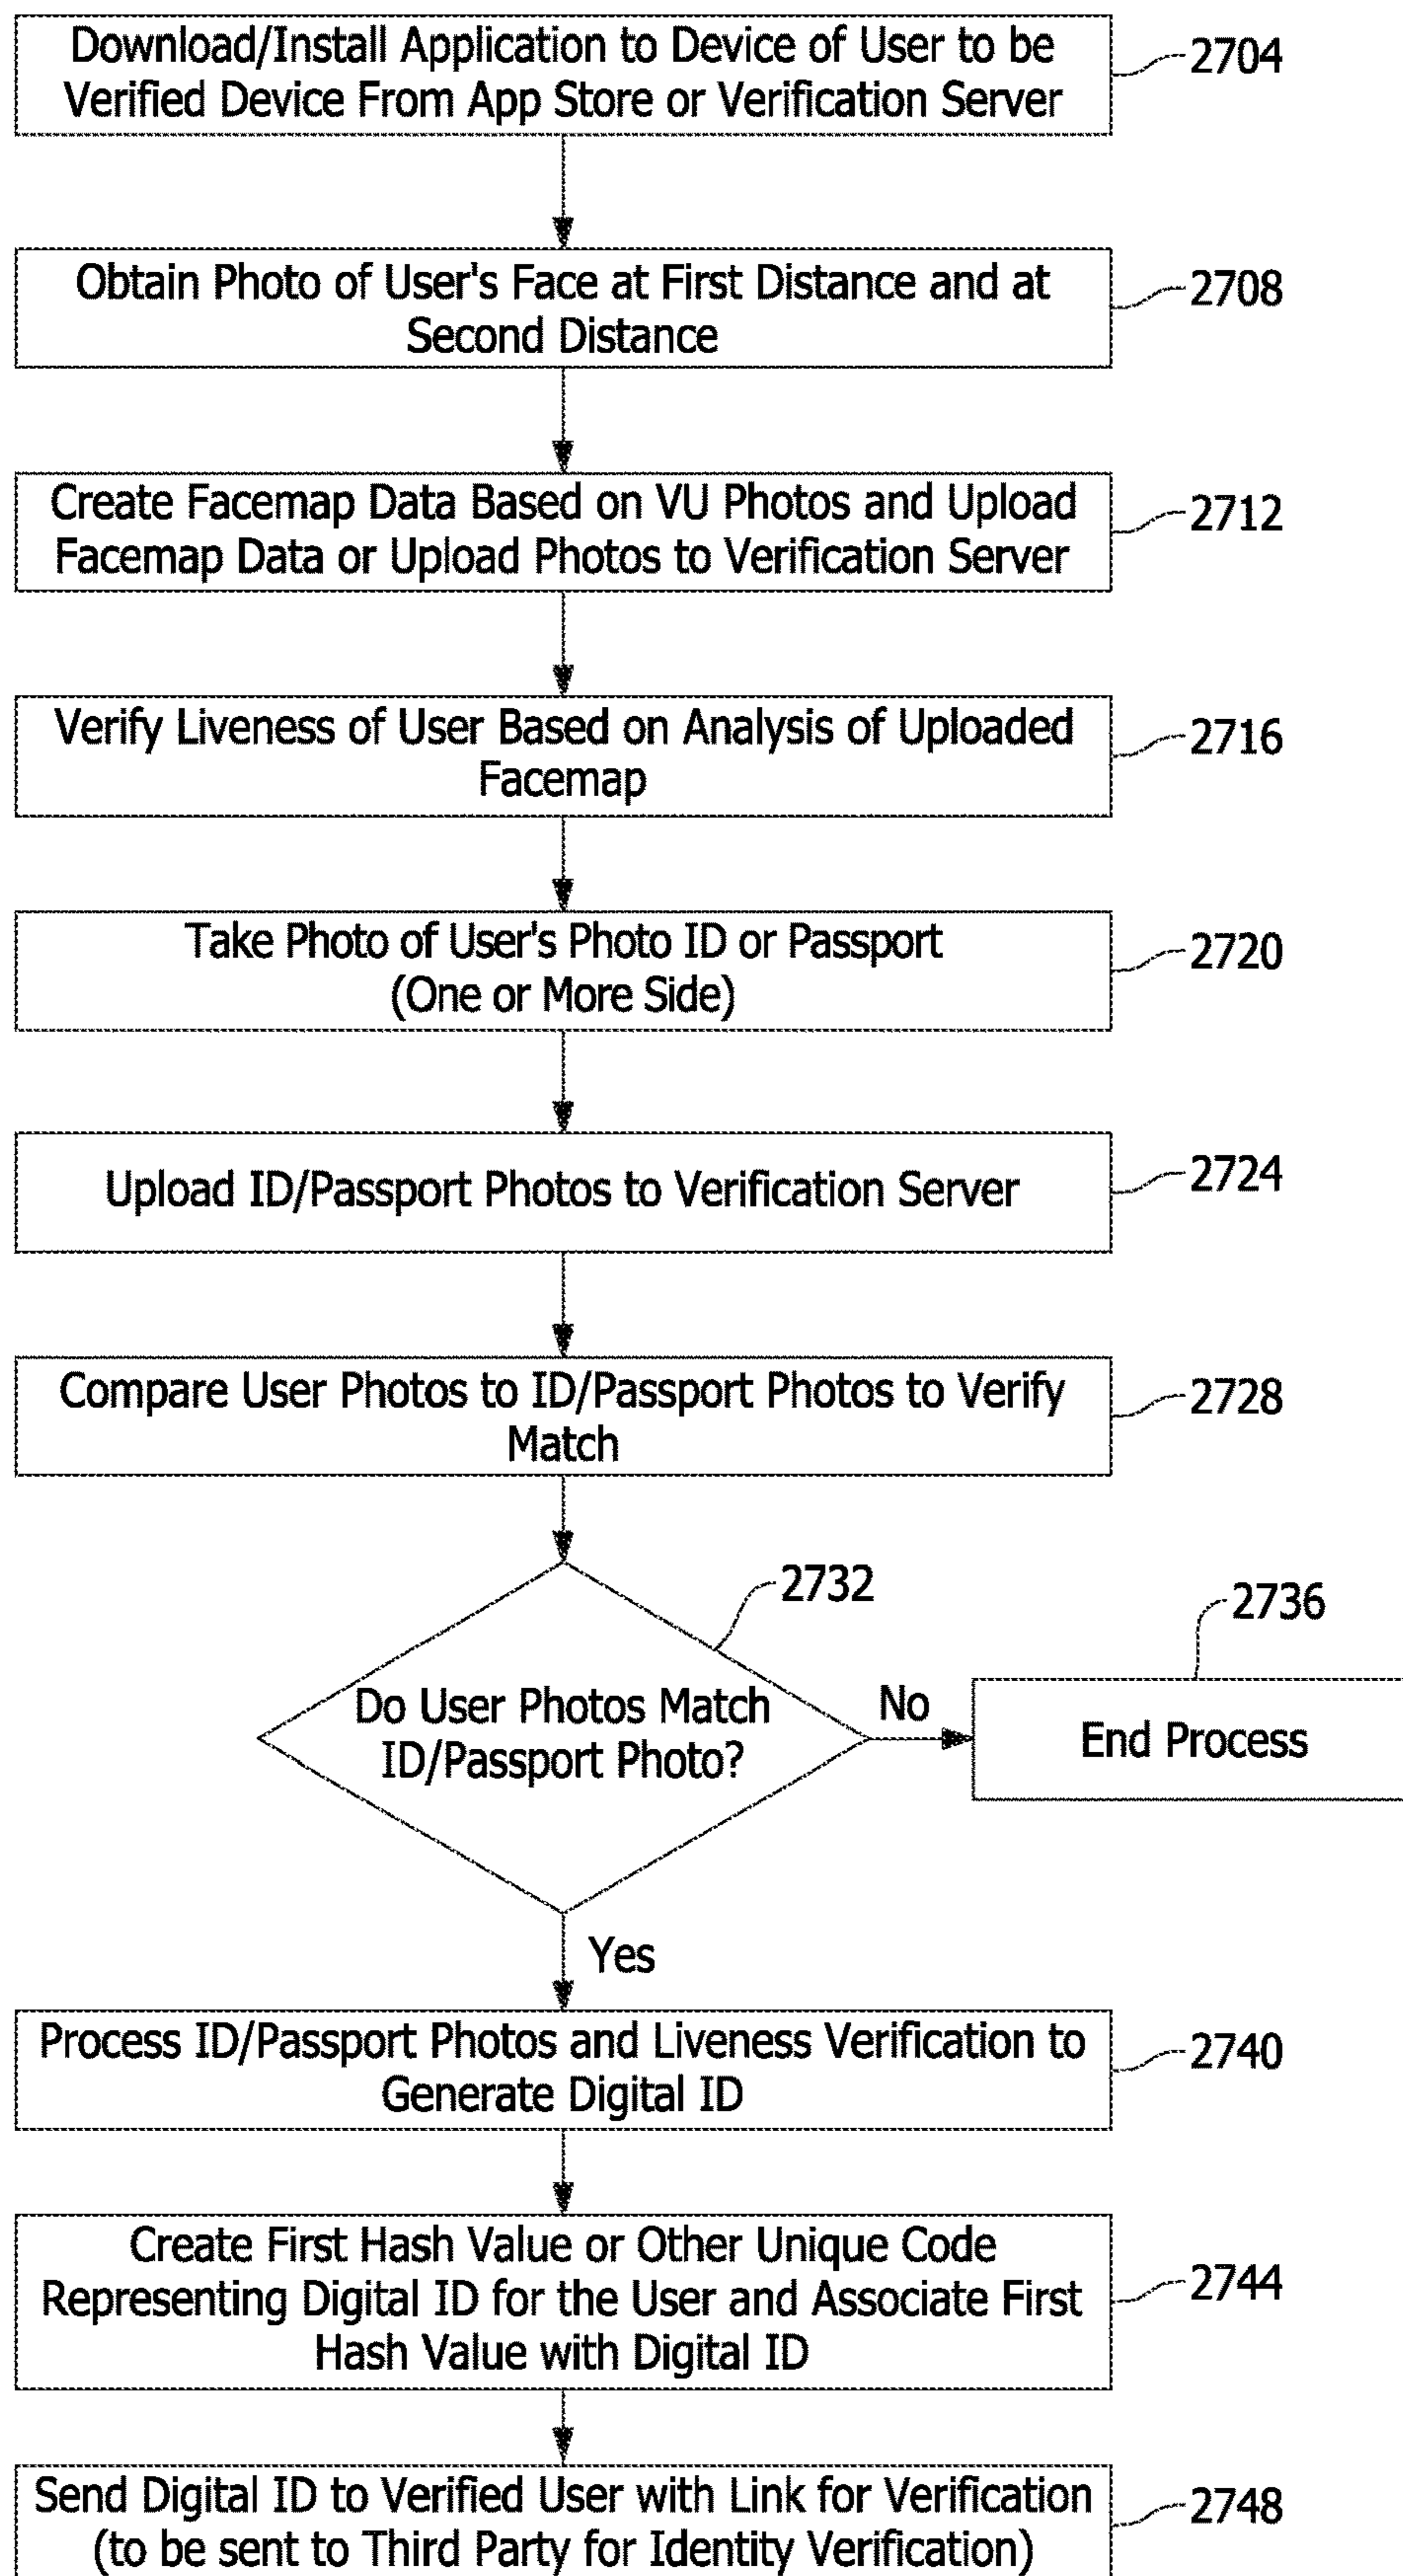 Download/Install Application to Device of User to be
Verified Device From App Store or Verification Server
2704
Obtain Photo of User's Face at First Distance and at
Second Distance
2708
Create Facemap Data Based on VU Photos and Upload
Facemap Data or Upload Photos to Verification Server
2712
Verify Liveness of User Based on Analysis of Uploaded
Facemap
2716
Take Photo of User's Photo ID or Passport
(One or More Side)
2720
Upload ID/Passport Photos to Verification Server
2724
Compare User Photos to ID/Passport Photos to Verify
Match
2728
2732
Do User Photos Match
ID/Passport Photo?
No
2736
End Process
Yes
Process ID/Passport Photos and Liveness Verification to
Generate Digital ID
2740
Create First Hash Value or Other Unique Code
Representing Digital ID for the User and Associate First
Hash Value with Digital ID
2744
Send Digital ID to Verified User with Link for Verification
(to be sent to Third Party for Identity Verification)
2748